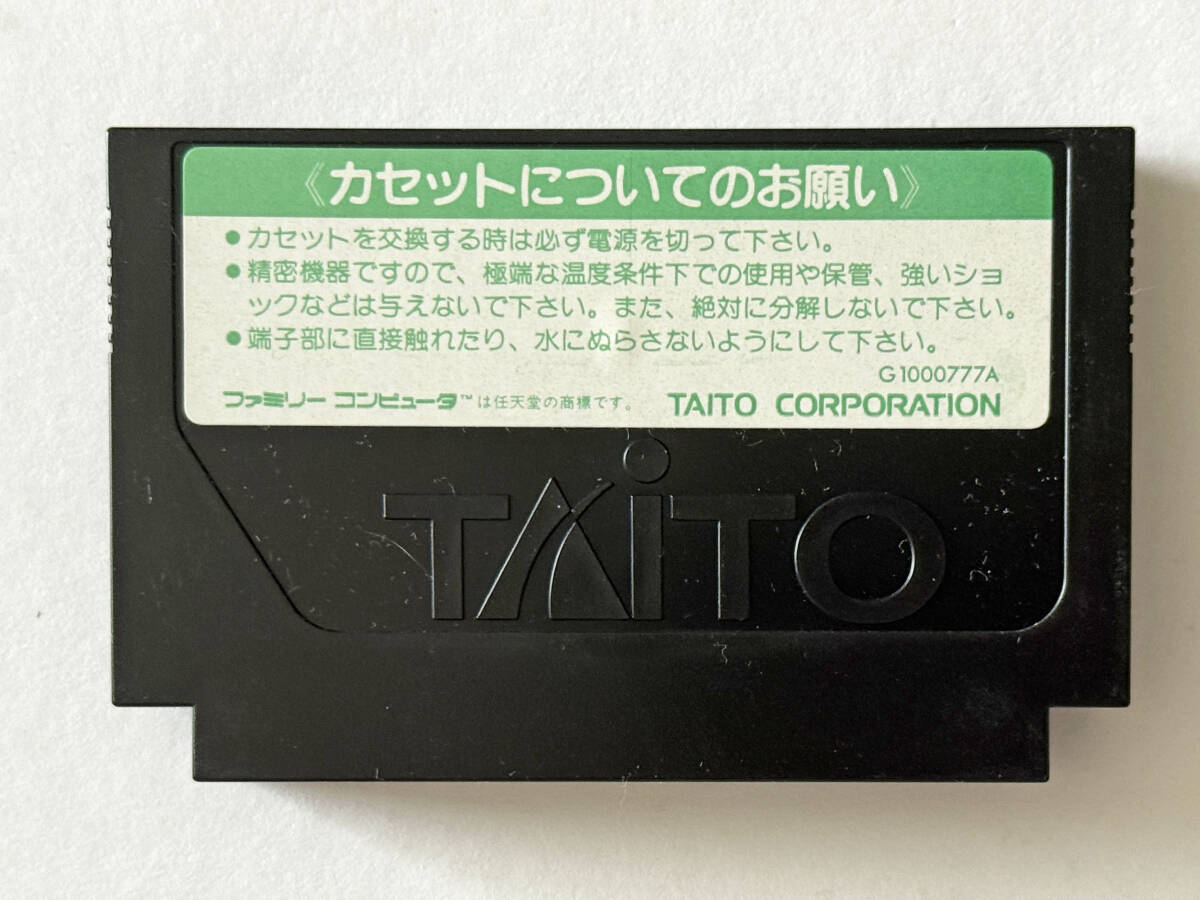 《カセットについてのお願い》
●カセットを交換する時は必ず電源を切って下さい。
●精密機器ですので、極端な温度条件下での使用や保管、強いショ
ックなどは与えないで下さい。また、絶対に分解しないで下さい。
●端子部に直接触れたり、水にぬらさないようにして下さい。
G1000777A
ファミリー コンピュータ™は任天堂の商標です。 TAITO CORPORATION
TAiTO